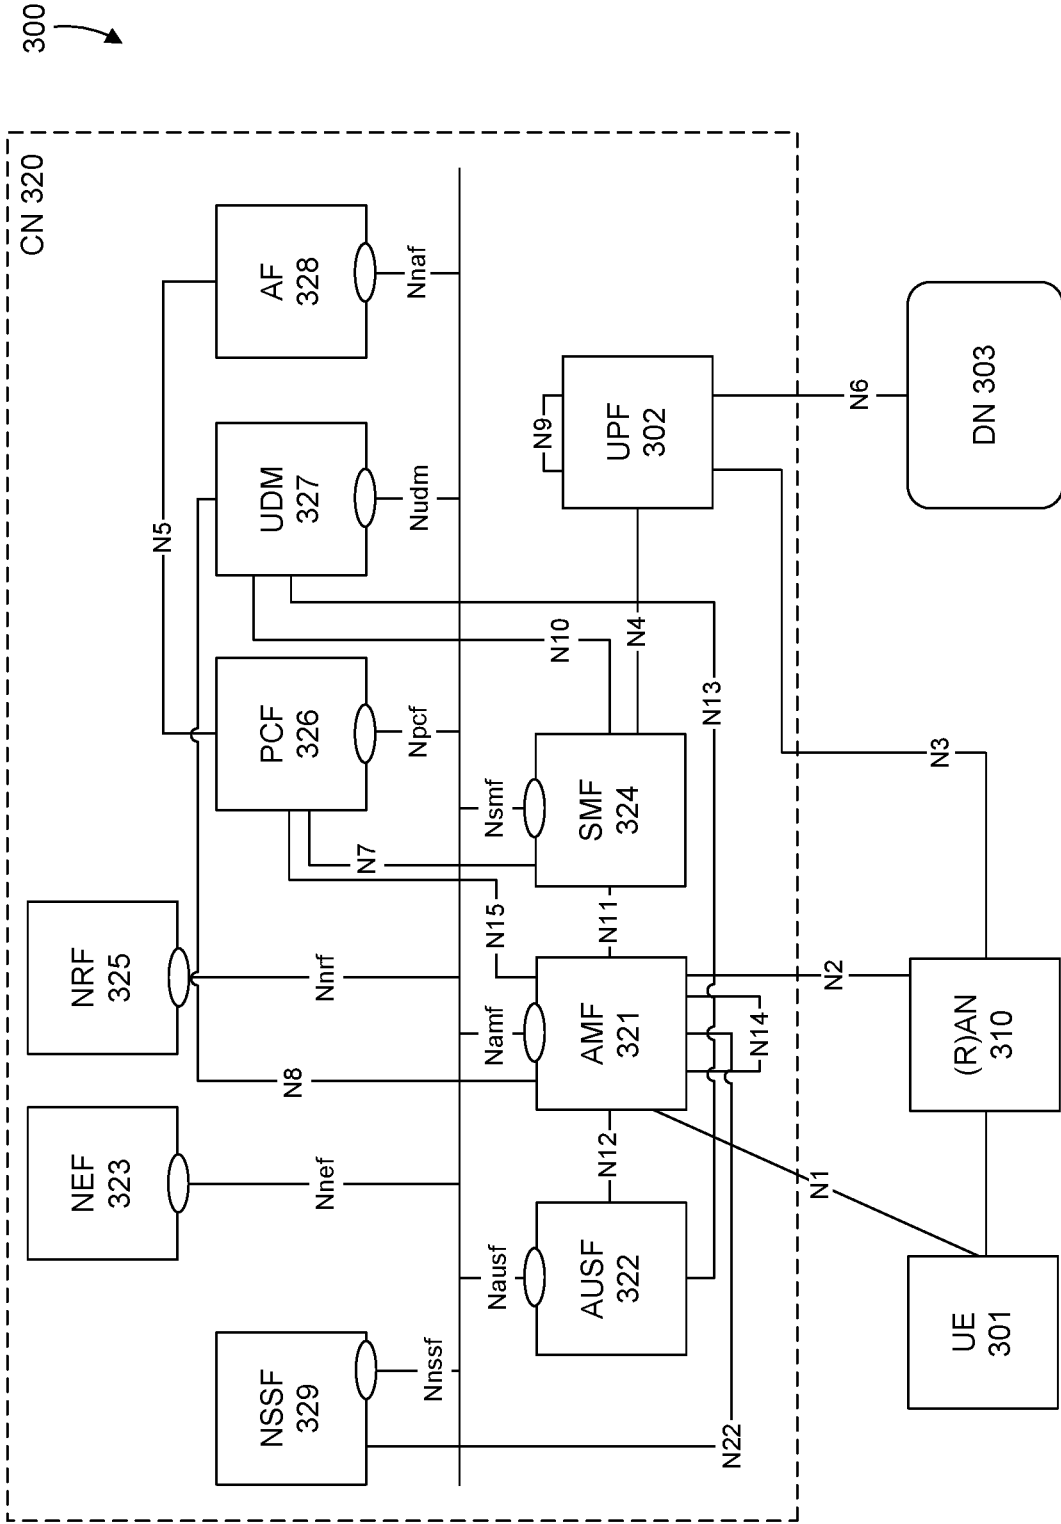 300
CN 320
NSSF
329
NEF
323
NRF
325
PCF
326
UDM
327
AF
328
N5
N8
N7
N15
N10
Nnssf
Nnef
Nnrf
Npcf
Nudm
Nnaf
Nausf
Namf
Nsmf
AUSF
322
N12
AMF
321
N11
SMF
324
N4
N9
UPF
302
N13
N22
N14
N1
N2
N3
N6
UE
301
(R)AN
310
DN 303